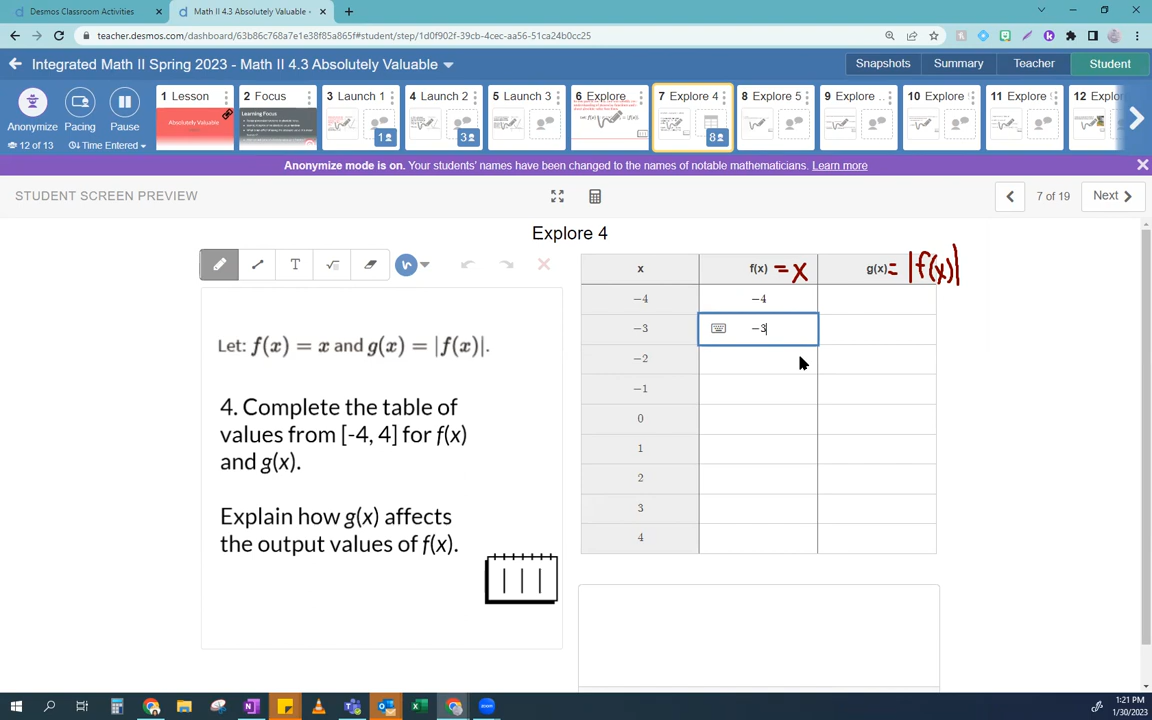 Desmos Classroom Activities
Math II 4.3 Absolutely Valuable -
teacher.desmos.com/dashboard/63b86c768a7e1e38f85a865f#student/step/1d0f902f-39cb-4cec-aa56-51ca24b0cc25
Integrated Math II Spring 2023 - Math II 4.3 Absolutely Valuable
Snapshots
Summary
Teacher
Student
Anonymize
Pacing
Pause
12 of 13
Time Entered
1 Lesson
2 Focus
3 Launch 1
4 Launch 2
5 Launch 3
6 Explore
7 Explore 4
8 Explore 5
9 Explore ..
10 Explore
11 Explore
12 Explor
Absolutely Valuable
Learning Focus
1
3
8
Anonymize mode is on. Your students' names have been changed to the names of notable mathematicians. Learn more
STUDENT SCREEN PREVIEW
7 of 19
Next
Explore 4
T
Let: f(x) = x and g(x) = |f(x)|.
4. Complete the table of
values from [-4, 4] for f(x)
and g(x).
Explain how g(x) affects
the output values of f(x).
x f(x) = x g(x) = |f(x)|
−4 −4
−3 −3
−2
−1
0
1
2
3
4
1:21 PM
1/30/2023